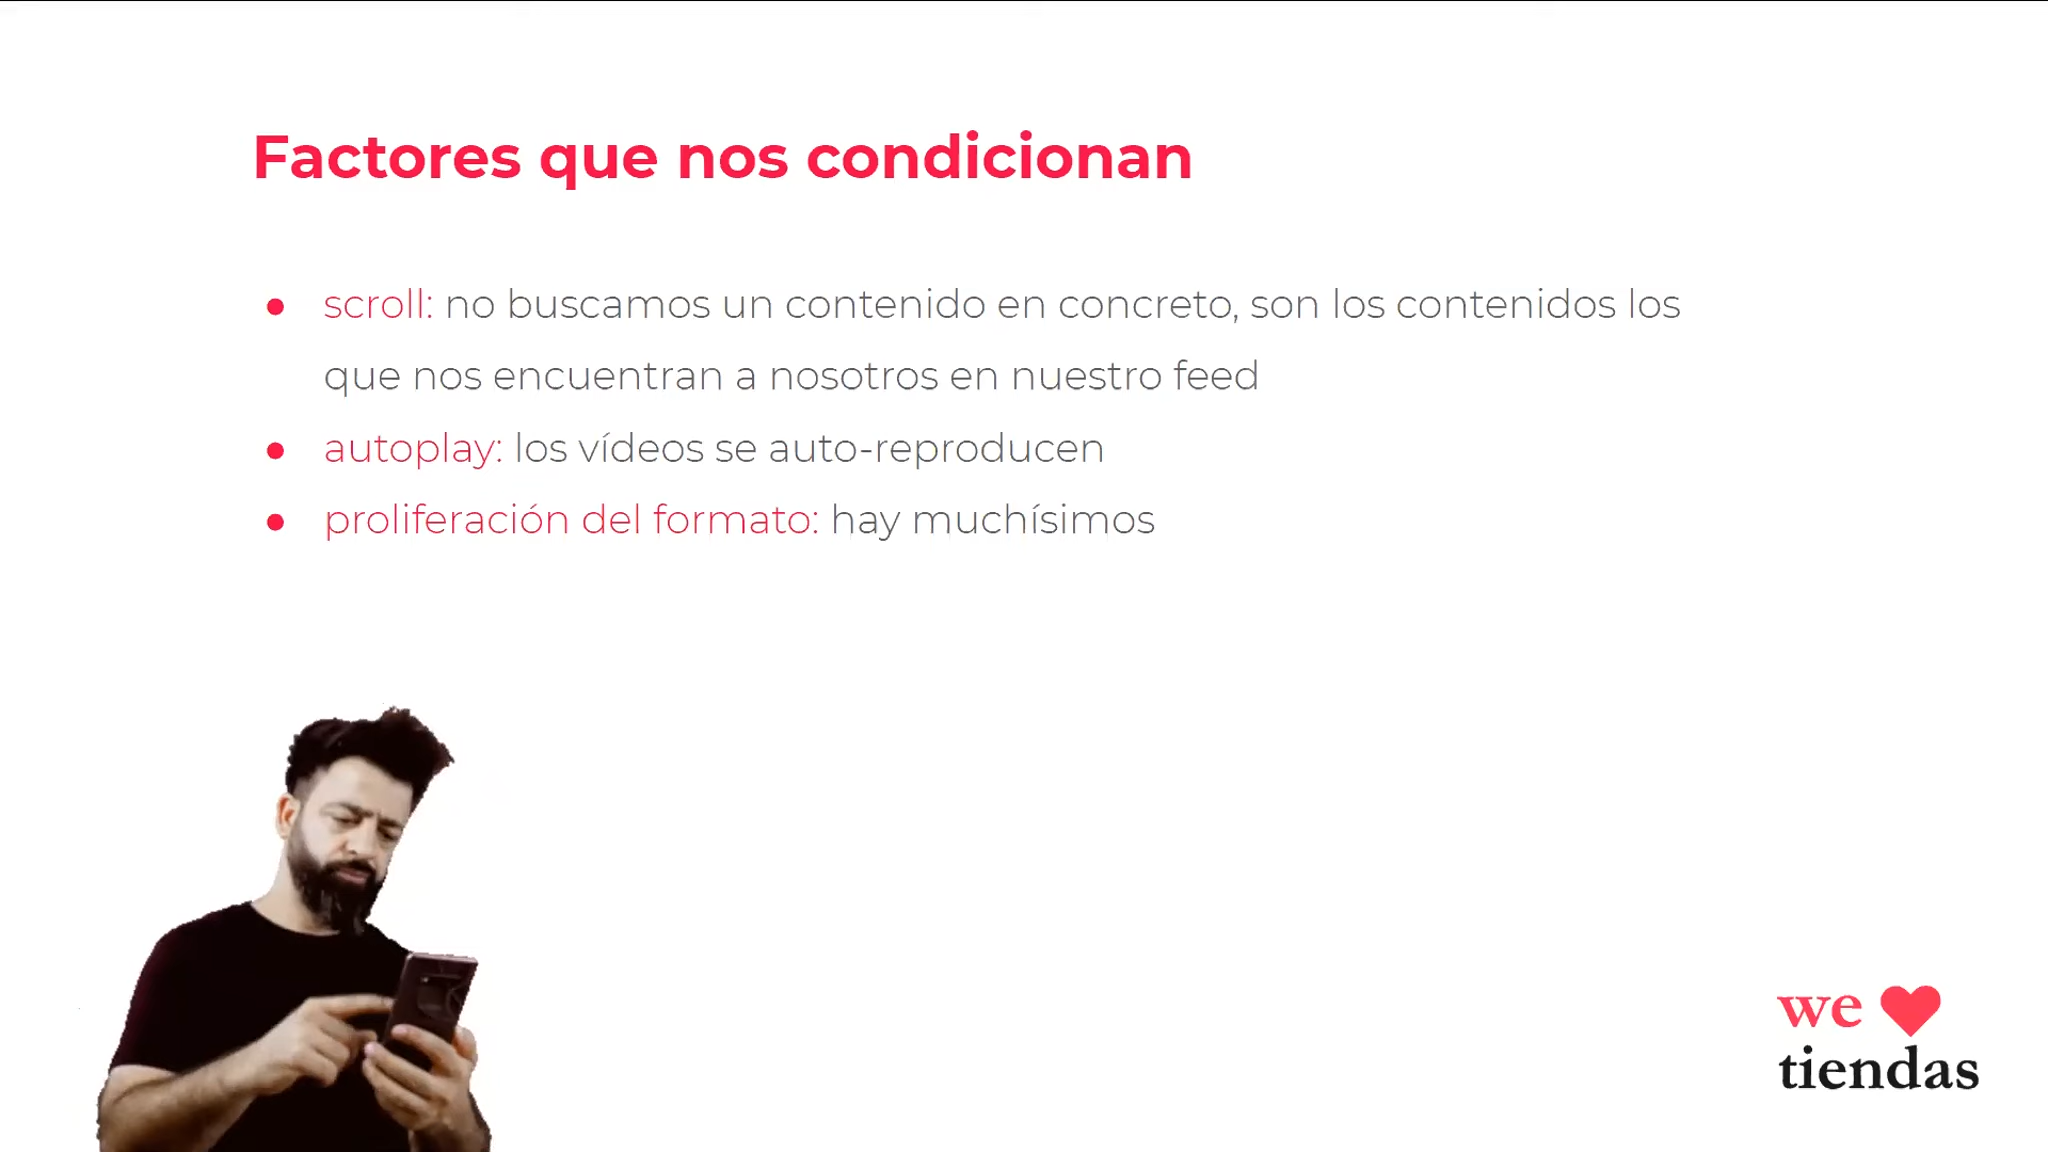 Factores que nos condicionan
● scroll: no buscamos un contenido en concreto, son los contenidos los
que nos encuentran a nosotros en nuestro feed
● autoplay: los vídeos se auto-reproducen
● proliferación del formato: hay muchísimos
we ♥
tiendas